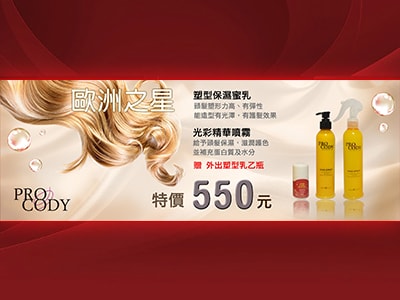 歐洲之星
塑型保濕蜜乳
頭髮塑形力高、有彈性
能造型有光澤，有護髮效果
光彩精華噴霧
給予頭髮保濕、滋潤護色
並補充蛋白質及水分
贈 外出塑型乳乙瓶
特價 550元
PRO
CODY
PRO
CODY